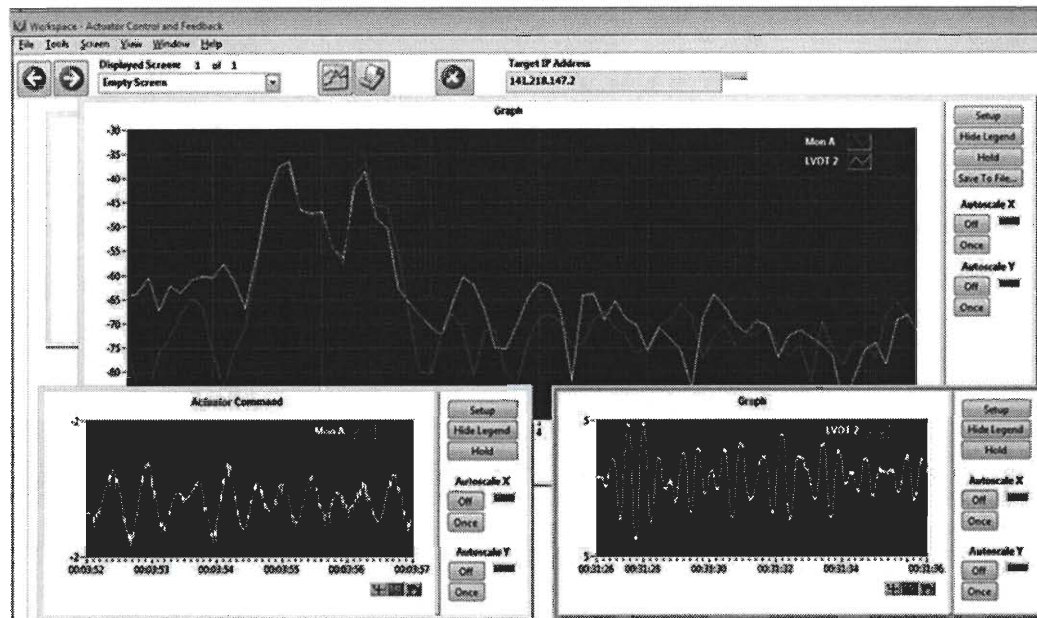 Workspace - Actuator Control and Feedback
File Tools Screen View Window Help
Displayed Screen: 1 of 1
Empty Screen
Target IP Address
141.218.147.2
Graph
Mon A
LVDT 2
-30
-35
-40
-45
-50
-55
-60
-65
-70
-75
-80
Setup
Hide Legend
Hold
Save To File...
Autoscale X
Off
Once
Autoscale Y
Off
Once
4
Actuator Command
Mon A
-2
-2
00:03:52 00:03:53 00:03:54 00:03:55 00:03:56 00:03:57
Setup
Hide Legend
Hold
Autoscale X
Off
Once
Autoscale Y
Off
Once
Graph
LVDT 2
5
5
00:31:26 00:31:28 00:31:30 00:31:32 00:31:34 00:31:36
Setup
Hide Legend
Hold
Autoscale X
Off
Once
Autoscale Y
Off
Once